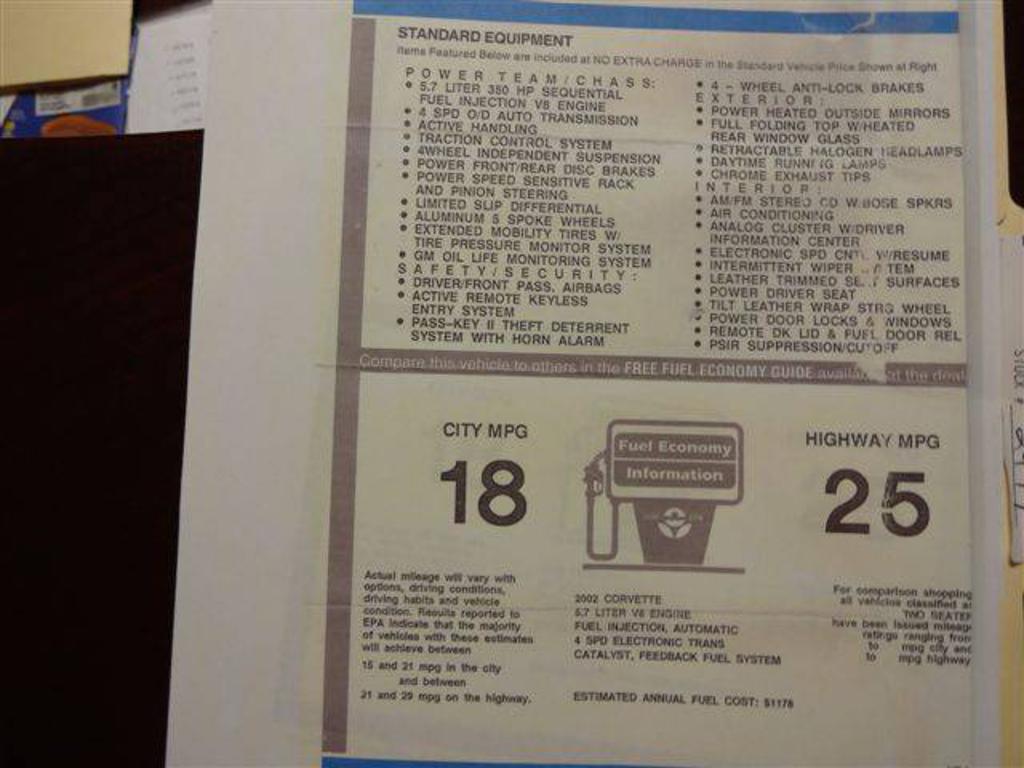 STANDARD EQUIPMENT
Items Featured Below are included at NO EXTRA CHARGE in the Standard Vehicle Price Shown at Right
POWER TEAM/CHASS:
• 5.7 LITER 350 HP SEQUENTIAL
FUEL INJECTION V8 ENGINE
• 4 SPD O/D AUTO TRANSMISSION
• ACTIVE HANDLING
• TRACTION CONTROL SYSTEM
• 4WHEEL INDEPENDENT SUSPENSION
• POWER FRONT/REAR DISC BRAKES
• POWER SPEED SENSITIVE RACK
AND PINION STEERING
• LIMITED SLIP DIFFERENTIAL
• ALUMINUM 5 SPOKE WHEELS
• EXTENDED MOBILITY TIRES W/
TIRE PRESSURE MONITOR SYSTEM
• GM OIL LIFE MONITORING SYSTEM
SAFETY/SECURITY:
• DRIVER/FRONT PASS. AIRBAGS
• ACTIVE REMOTE KEYLESS
ENTRY SYSTEM
• PASS-KEY II THEFT DETERRENT
SYSTEM WITH HORN ALARM
• 4 - WHEEL ANTI-LOCK BRAKES
EXTERIOR:
• POWER HEATED OUTSIDE MIRRORS
• FULL FOLDING TOP W/HEATED
REAR WINDOW GLASS
• RETRACTABLE HALOGEN HEADLAMPS
• DAYTIME RUNNING LAMPS
• CHROME EXHAUST TIPS
INTERIOR:
• AM/FM STEREO CD W/BOSE SPKRS
• AIR CONDITIONING
• ANALOG CLUSTER W/DRIVER
INFORMATION CENTER
• ELECTRONIC SPD CNTL W/RESUME
• INTERMITTENT WIPER
• LEATHER TRIMMED SURFACES
• POWER DRIVER SEAT
• TILT LEATHER WRAP STRG WHEEL
• POWER DOOR LOCKS & WINDOWS
• REMOTE DK LID & FUEL DOOR REL
• PSIR SUPPRESSION/CUTOFF
Compare this vehicle to others in the FREE FUEL ECONOMY GUIDE at the deal
CITY MPG
18
Fuel Economy
Information
HIGHWAY MPG
25
Actual mileage will vary with
options, driving conditions,
driving habits and vehicle
condition. Results reported to
EPA indicate that the majority
of vehicles with these estimates
will achieve between
15 and 21 mpg in the city
and between
21 and 29 mpg on the highway.
2002 CORVETTE
5.7 LITER V8 ENGINE
FUEL INJECTION, AUTOMATIC
4 SPD ELECTRONIC TRANS
CATALYST, FEEDBACK FUEL SYSTEM
ESTIMATED ANNUAL FUEL COST: $1178
For comparison shopping
all vehicles classified as
TWO SEATER
have been issued mileage
ratings ranging from
to mpg city and
to mpg highway
STOCK #